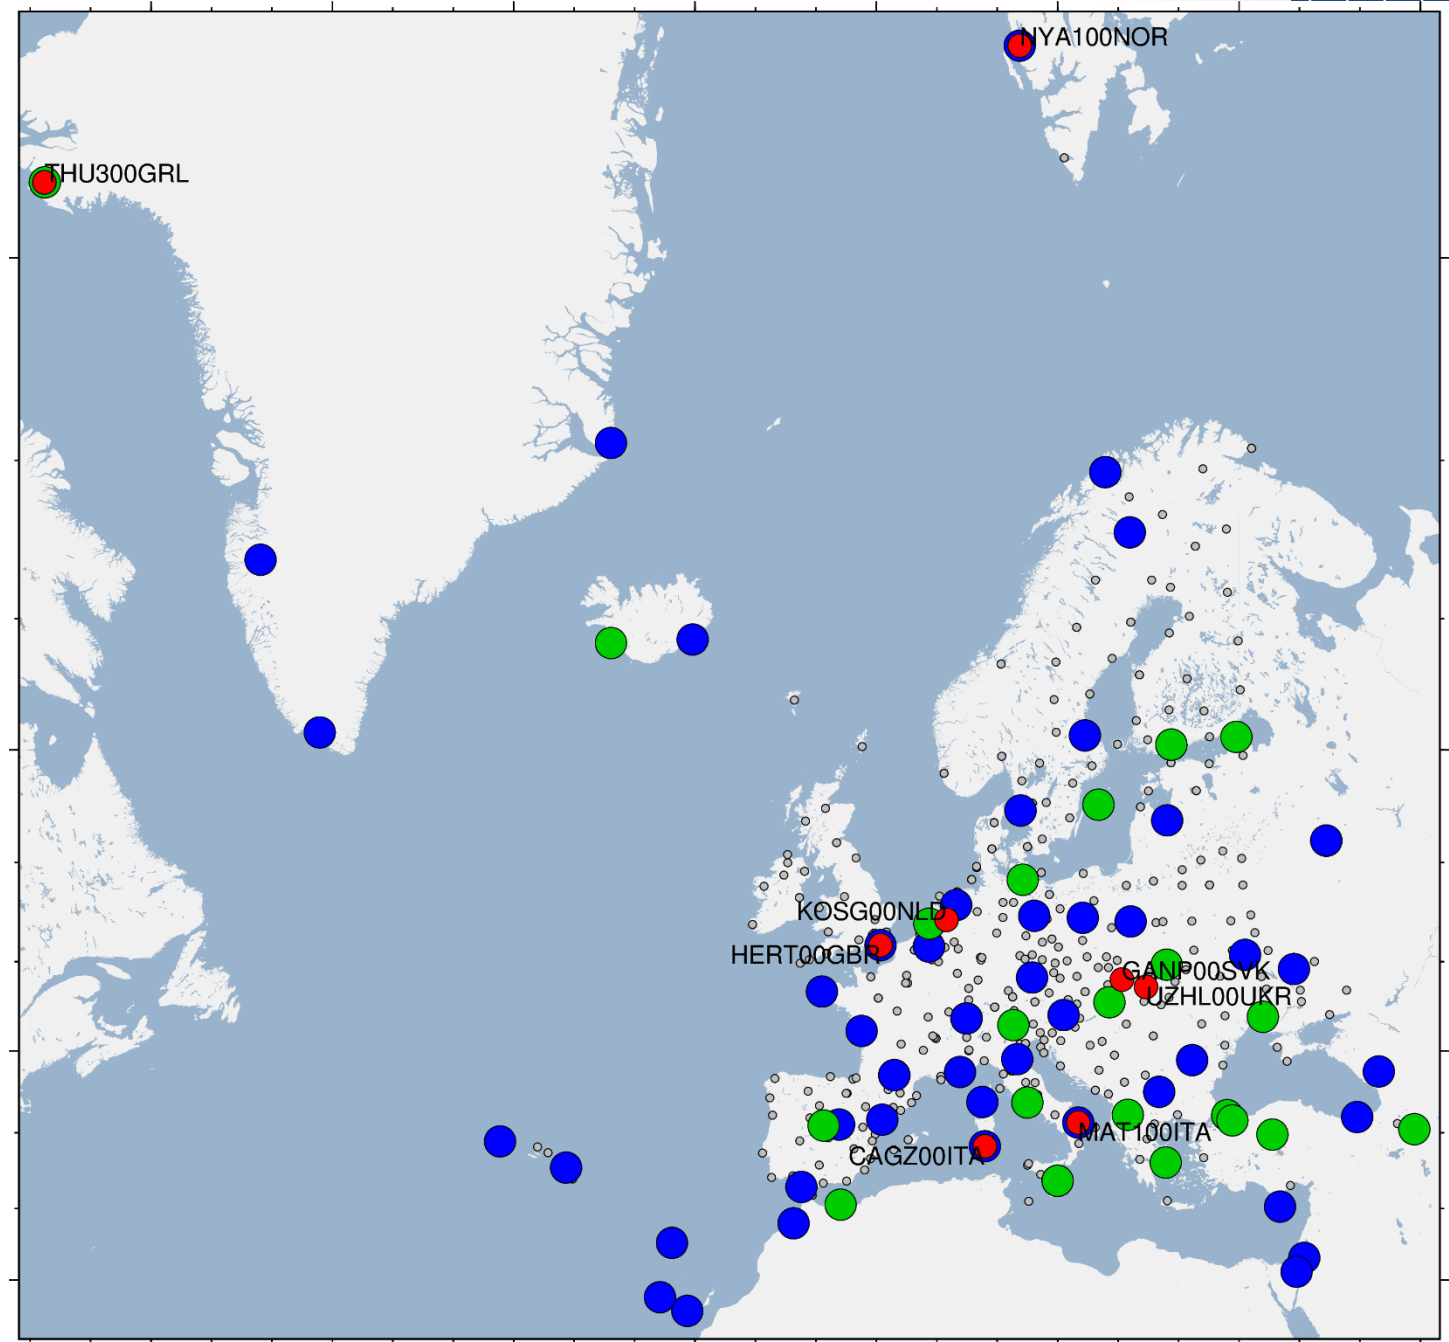 NYA100NOR
THU300GRL
KOSG00NLD
HERT00GBR
GANP00SVK
UZHL00UKR
MAT100ITA
CAGZ00ITA